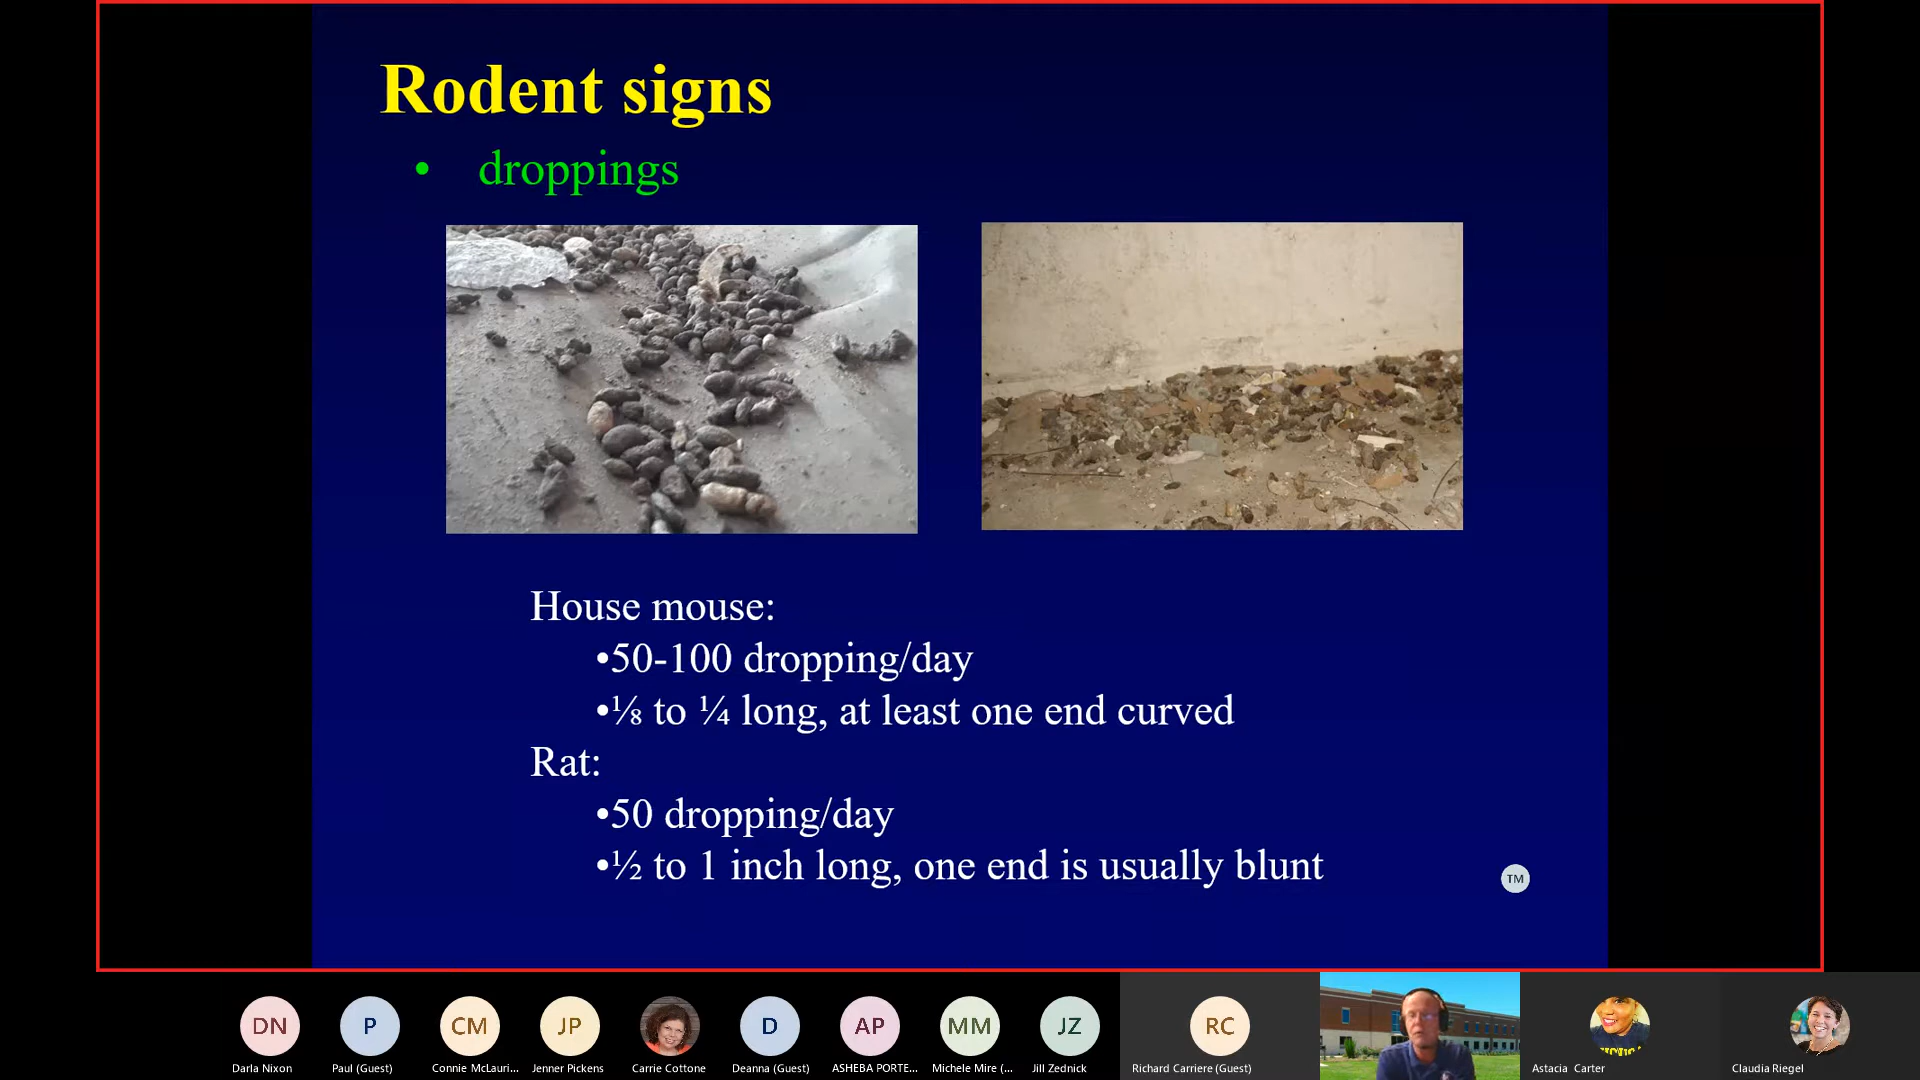 Rodent signs
• droppings
House mouse:
•50-100 dropping/day
•⅛ to ¼ long, at least one end curved
Rat:
•50 dropping/day
•½ to 1 inch long, one end is usually blunt
TM
DN
P
CM
JP
D
AP
MM
JZ
RC
Darla Nixon
Paul (Guest)
Connie McLauri...
Jenner Pickens
Carrie Cottone
Deanna (Guest)
ASHEBA PORTE...
Michele Mire (...
Jill Zednick
Richard Carriere (Guest)
Astacia Carter
Claudia Riegel